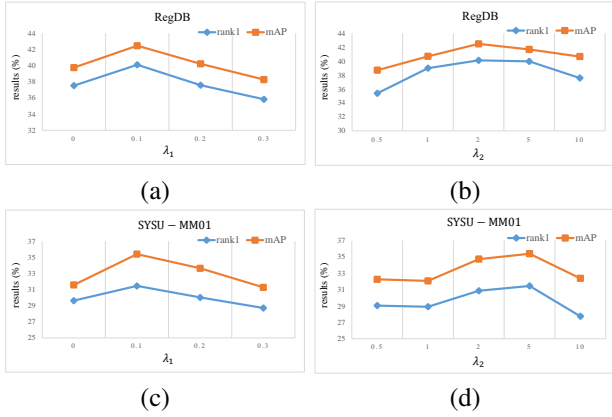 RegDB
rank1 mAP
results (%)
44
42
40
38
36
34
32
0 0.1 0.2 0.3
λ1
(a)
RegDB
rank1 mAP
results (%)
44
42
40
38
36
34
32
30
0.5 1 2 5 10
λ2
(b)
SYSU − MM01
rank1 mAP
results (%)
37
35
33
31
29
27
25
0 0.1 0.2 0.3
λ1
(c)
SYSU − MM01
rank1 mAP
results (%)
37
35
33
31
29
27
25
0.5 1 2 5 10
λ2
(d)